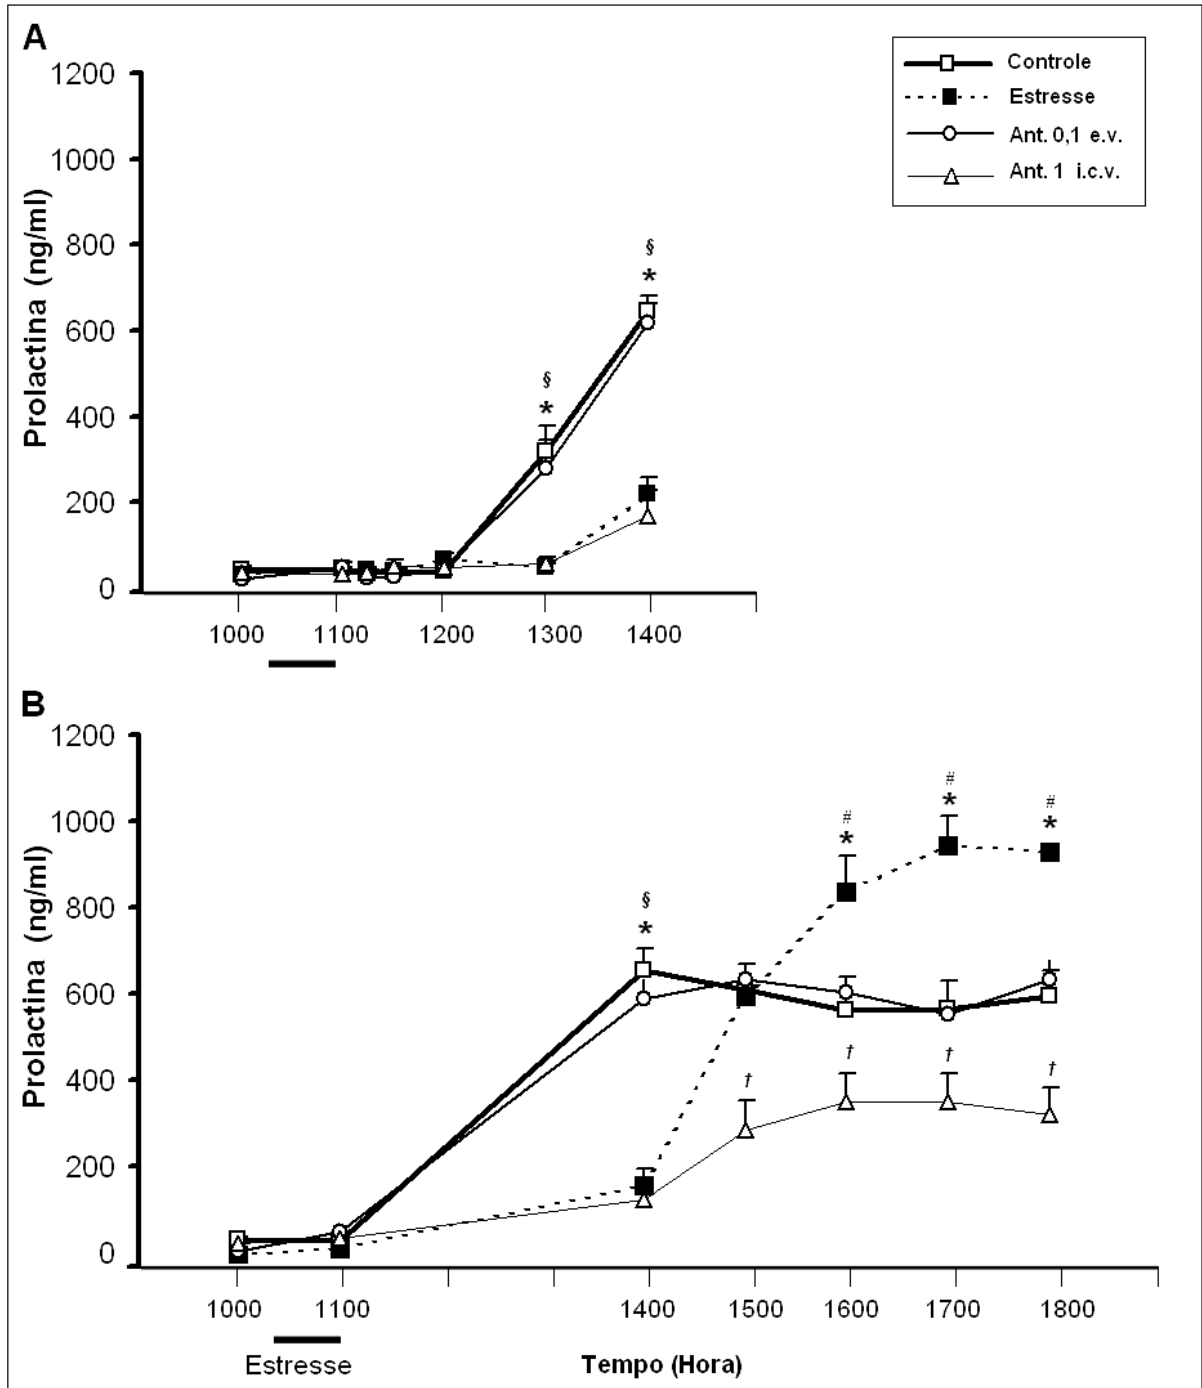 A
Controle
Estresse
Ant. 0,1 e.v.
Ant. 1 i.c.v.
Prolactina (ng/ml)
1200
1000
800
600
400
200
0
§
*
§
*
1000 1100 1200 1300 1400
B
Prolactina (ng/ml)
1200
1000
800
600
400
200
0
§
*
#
*
#
*
#
*
† † † †
1000 1100 1400 1500 1600 1700 1800
Estresse
Tempo (Hora)